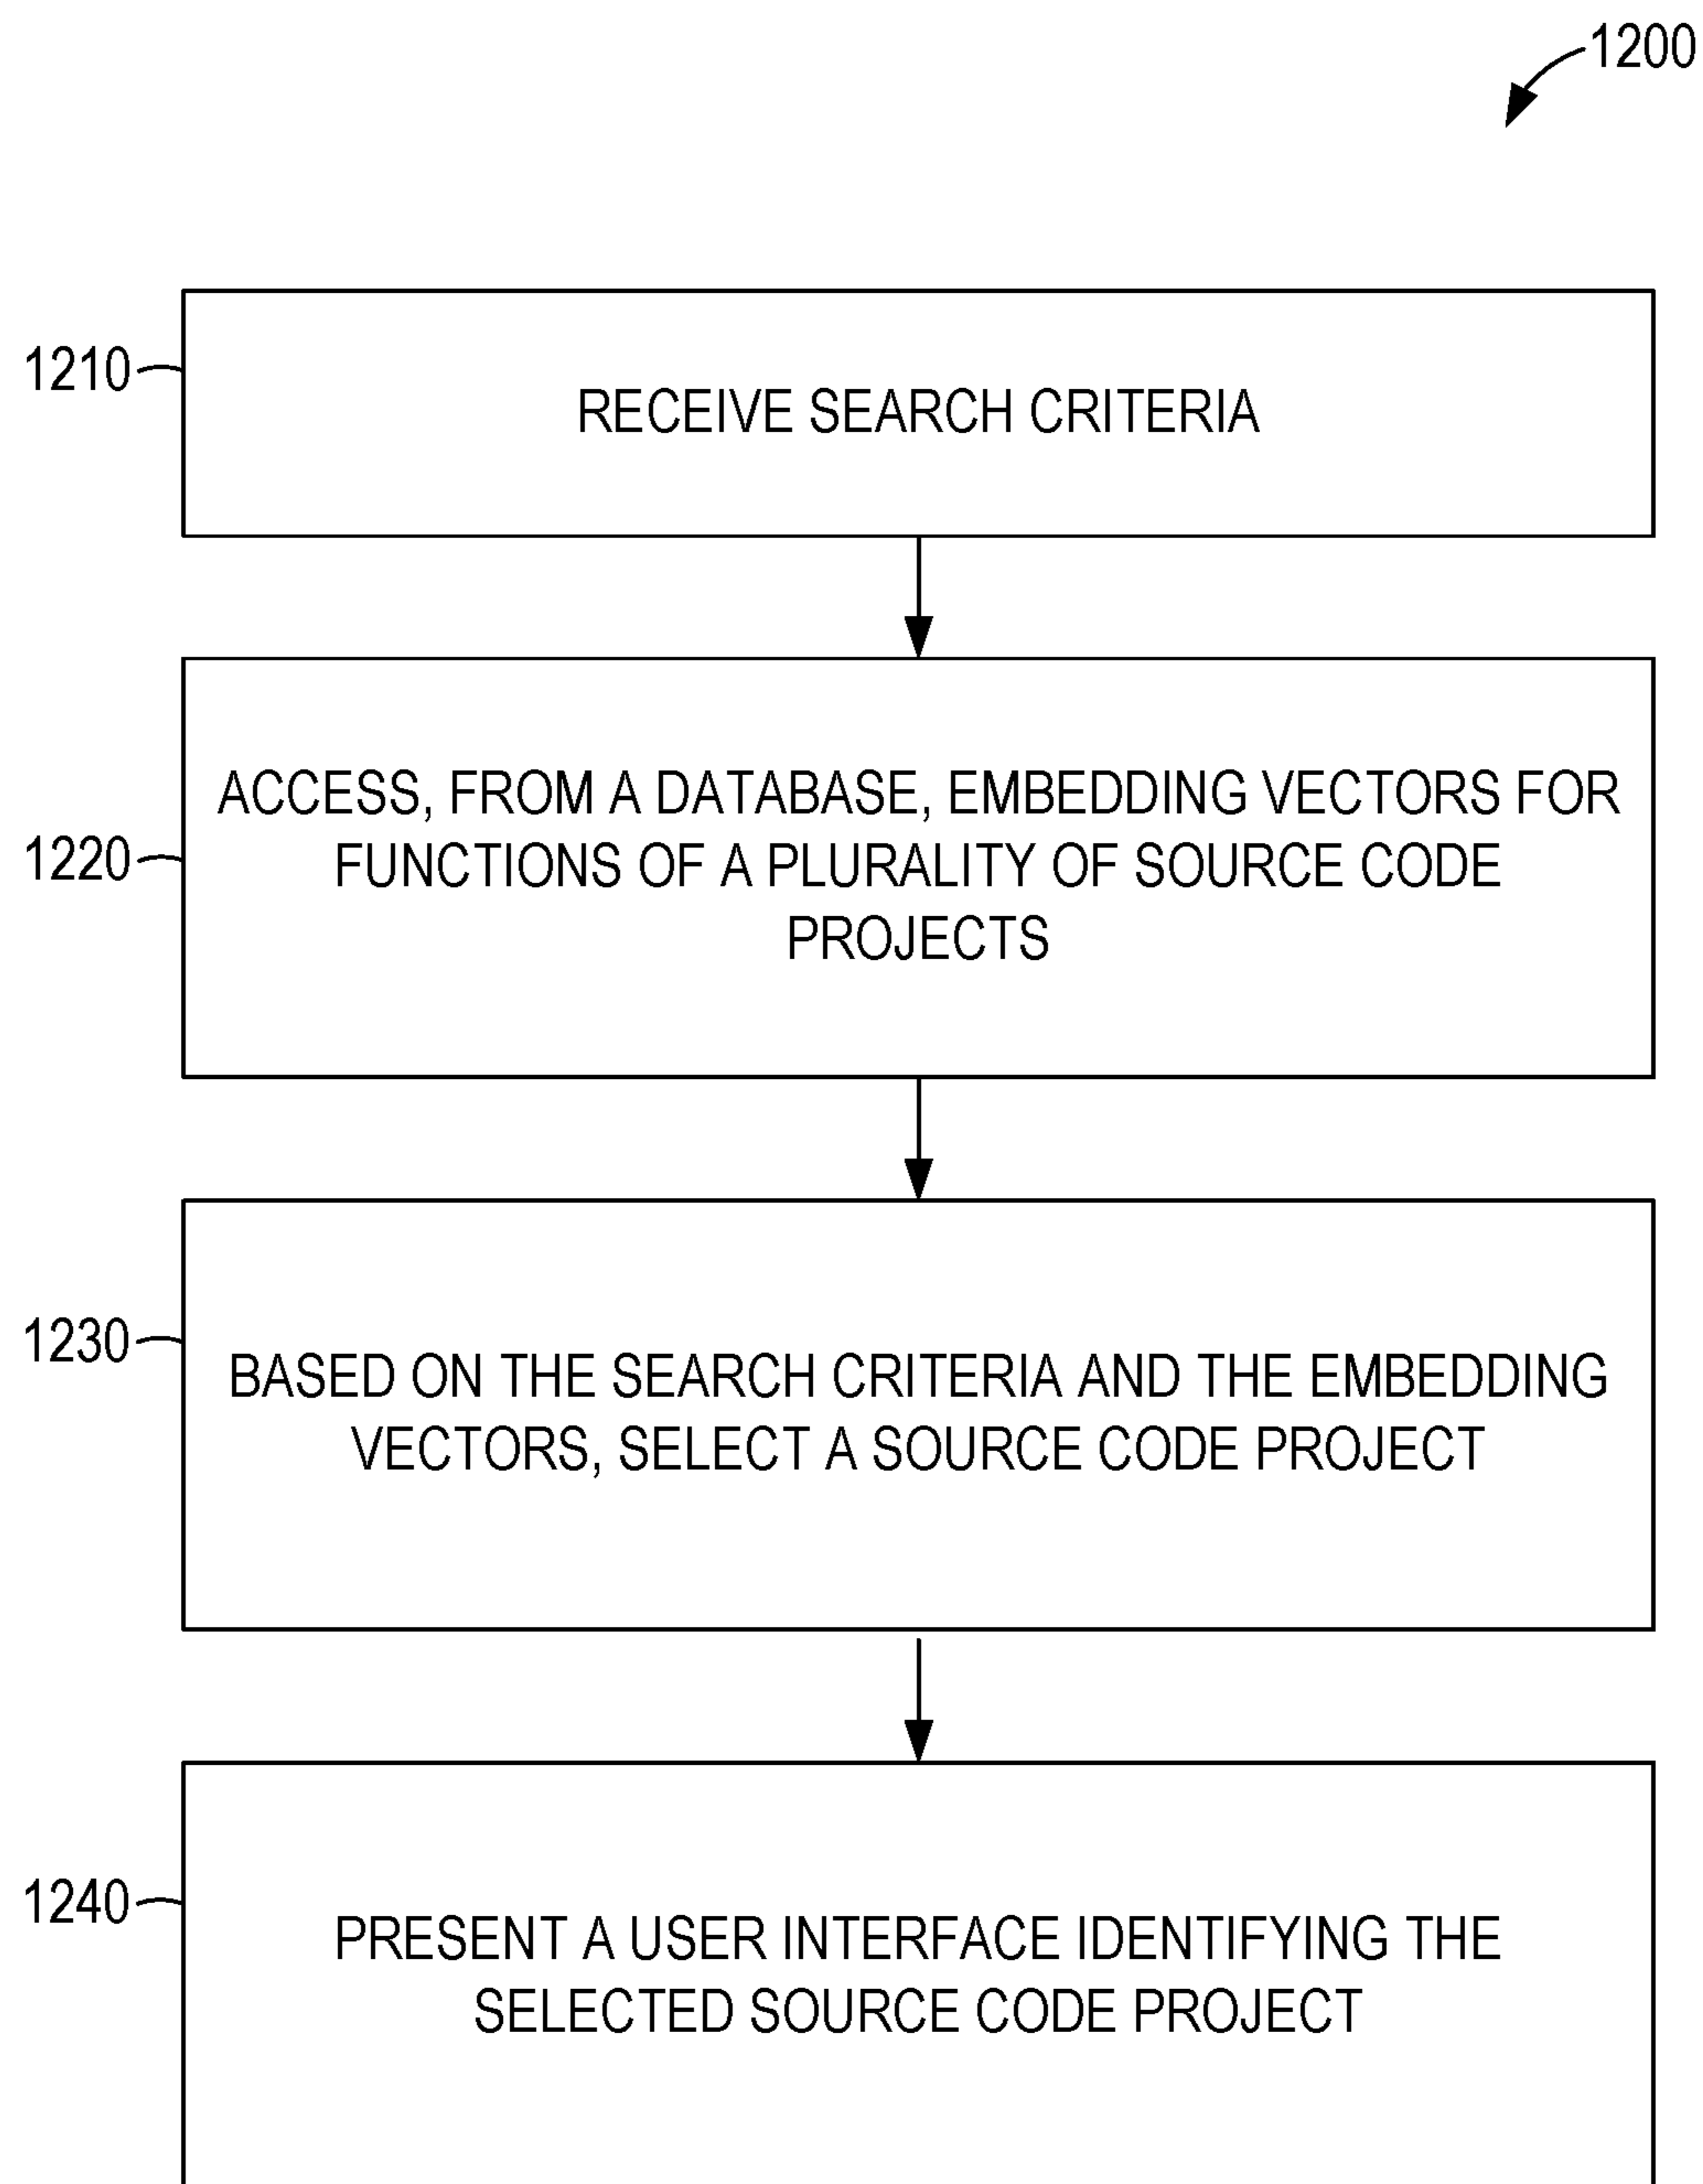 1200
1210
RECEIVE SEARCH CRITERIA
1220
ACCESS, FROM A DATABASE, EMBEDDING VECTORS FOR
FUNCTIONS OF A PLURALITY OF SOURCE CODE
PROJECTS
1230
BASED ON THE SEARCH CRITERIA AND THE EMBEDDING
VECTORS, SELECT A SOURCE CODE PROJECT
1240
PRESENT A USER INTERFACE IDENTIFYING THE
SELECTED SOURCE CODE PROJECT